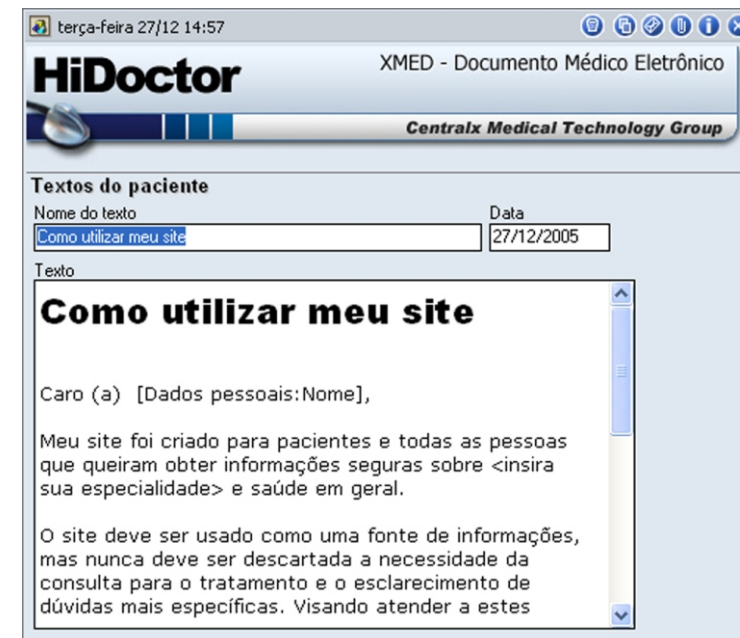 terça-feira 27/12 14:57
HiDoctor
XMED - Documento Médico Eletrônico
Centralx Medical Technology Group
Textos do paciente
Nome do texto
Data
Como utilizar meu site
27/12/2005
Texto
Como utilizar meu site
Caro (a) [Dados pessoais:Nome],
Meu site foi criado para pacientes e todas as pessoas
que queiram obter informações seguras sobre <insira
sua especialidade> e saúde em geral.
O site deve ser usado como uma fonte de informações,
mas nunca deve ser descartada a necessidade da
consulta para o tratamento e o esclarecimento de
dúvidas mais específicas. Visando atender a estes